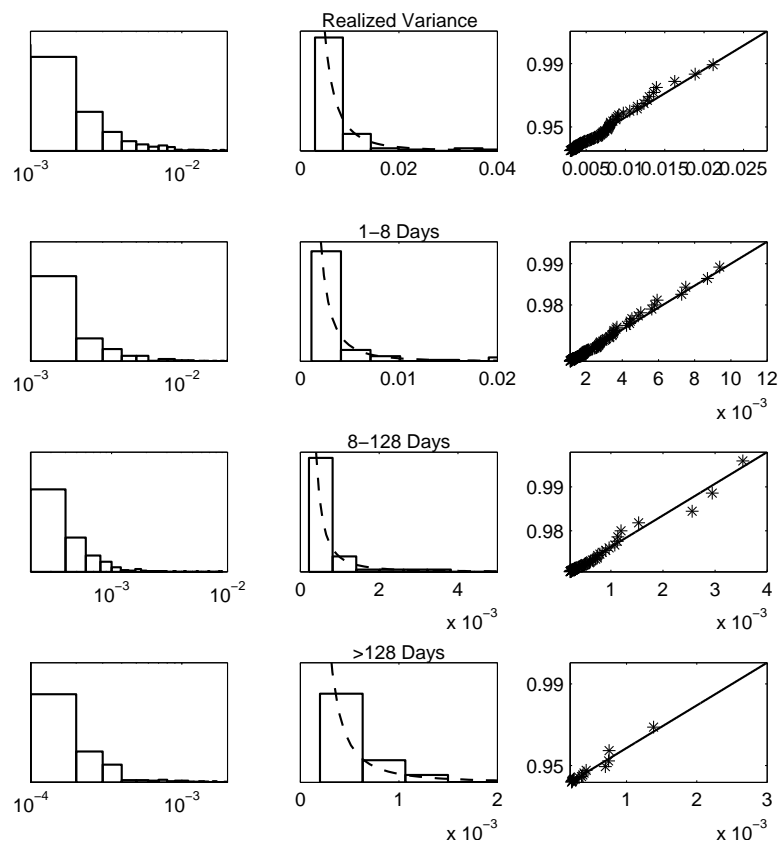 Realized Variance
0.99
0.95
10⁻³ 10⁻² 0 0.02 0.04 0.005 0.01 0.015 0.02 0.025
1−8 Days
0.99
0.98
10⁻³ 10⁻² 0 0.01 0.02 2 4 6 8 10 12
x 10⁻³
8−128 Days
0.99
0.98
10⁻³ 10⁻² 0 2 4 1 2 3 4
x 10⁻³ x 10⁻³
>128 Days
0.99
0.95
10⁻⁴ 10⁻³ 0 1 2 1 2 3
x 10⁻³ x 10⁻³